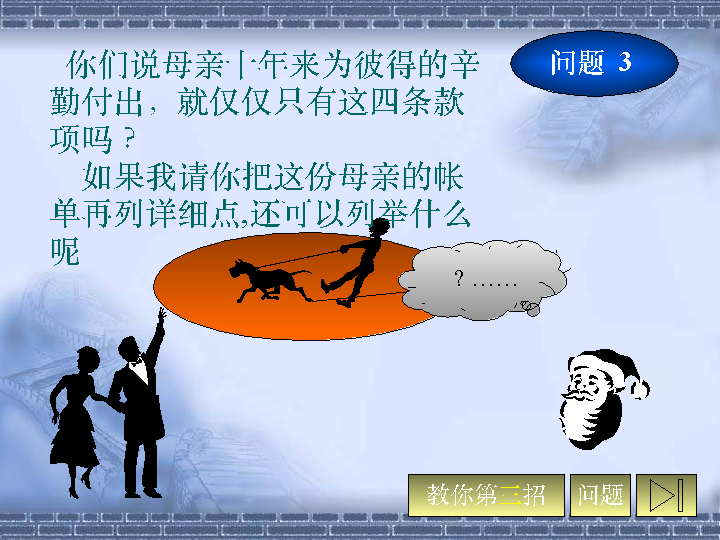 你们说母亲十年来为彼得的辛
勤付出，就仅仅只有这四条款
项吗？
如果我请你把这份母亲的帐
单再列详细点,还可以列举什么
呢
问题 3
？……
教你第三招
问题